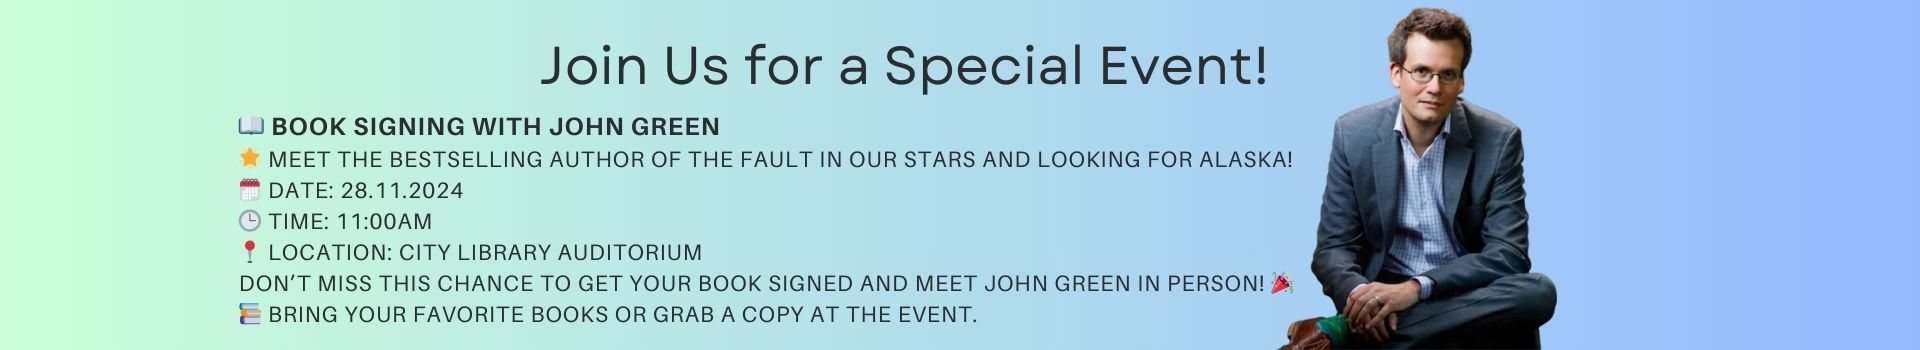 Join Us for a Special Event!
📖 BOOK SIGNING WITH JOHN GREEN
🌟 MEET THE BESTSELLING AUTHOR OF THE FAULT IN OUR STARS AND LOOKING FOR ALASKA!
📅 DATE: 28.11.2024
🕒 TIME: 11:00AM
📍 LOCATION: CITY LIBRARY AUDITORIUM
DON’T MISS THIS CHANCE TO GET YOUR BOOK SIGNED AND MEET JOHN GREEN IN PERSON! 🎉
📚 BRING YOUR FAVORITE BOOKS OR GRAB A COPY AT THE EVENT.